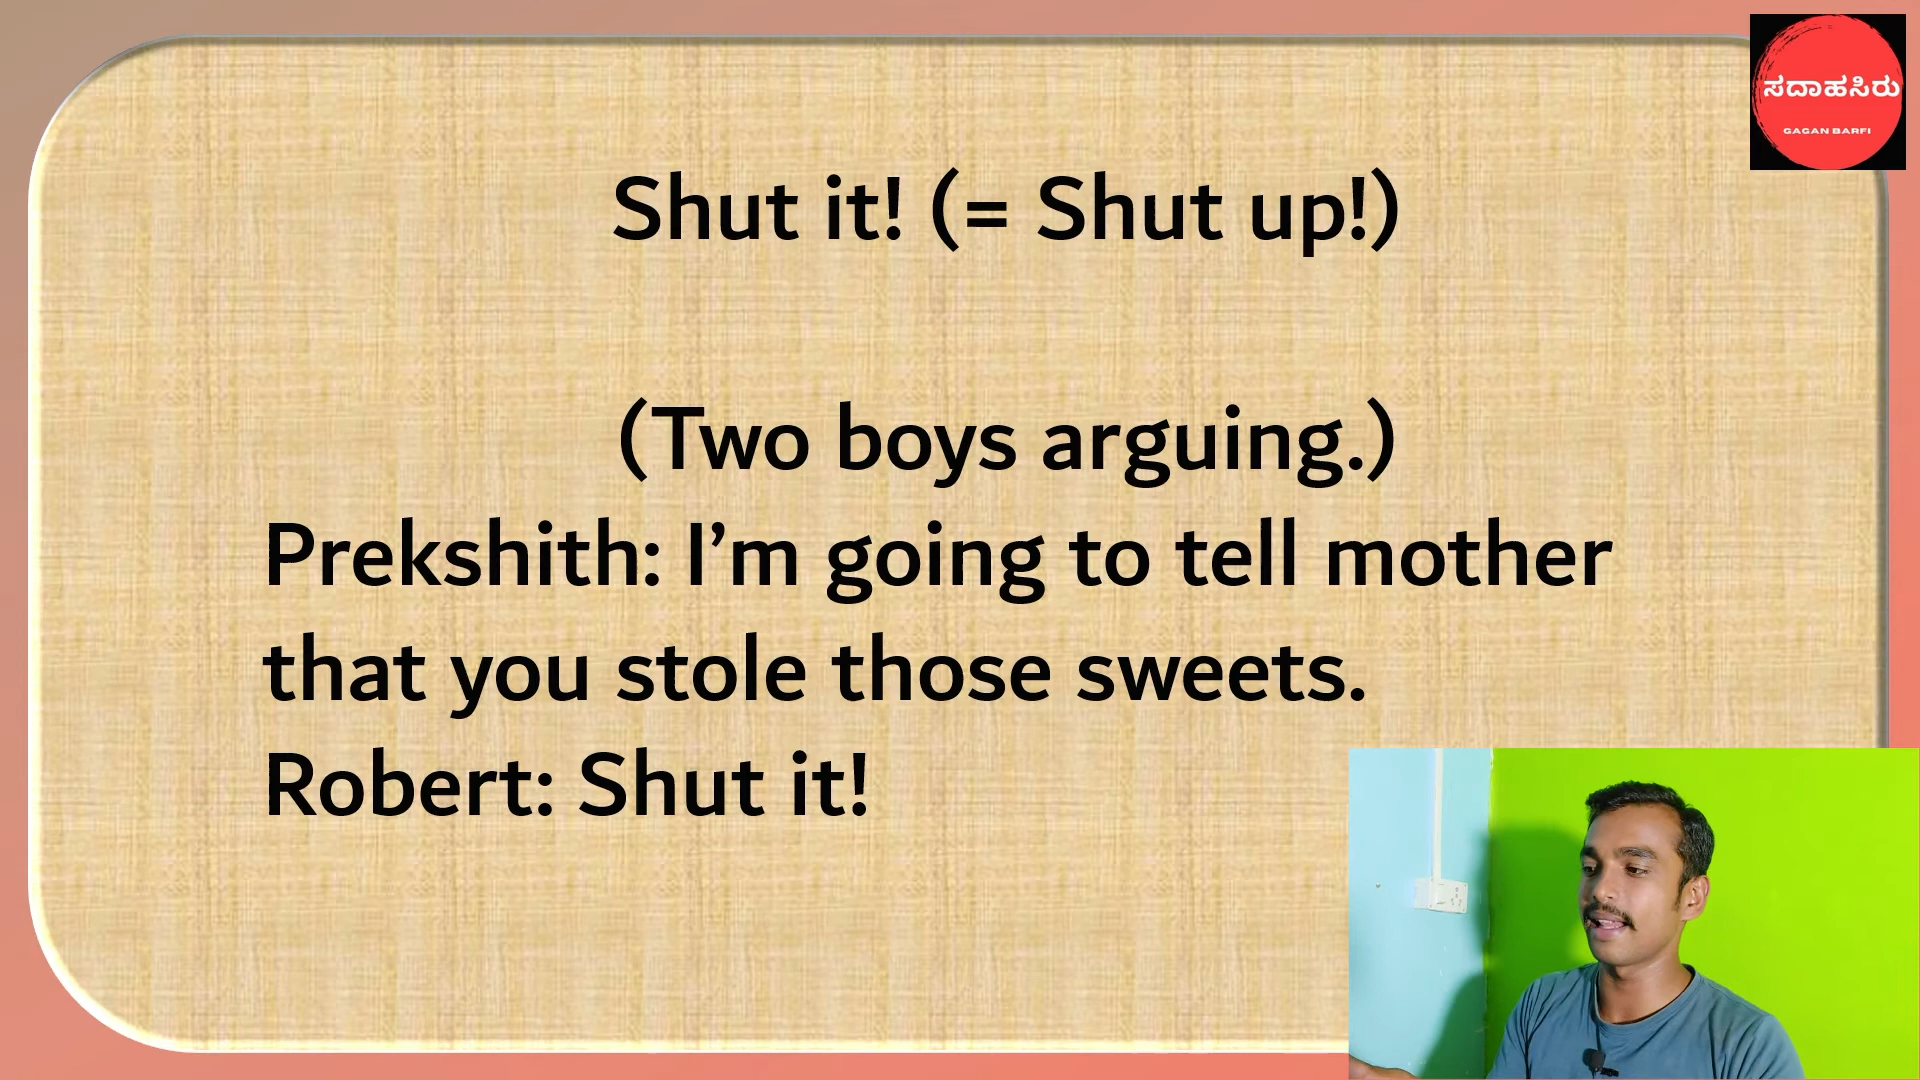 ಸದಾಹಸಿರು
GAGAN BARFI
Shut it! (= Shut up!)
(Two boys arguing.)
Prekshith: I’m going to tell mother
that you stole those sweets.
Robert: Shut it!